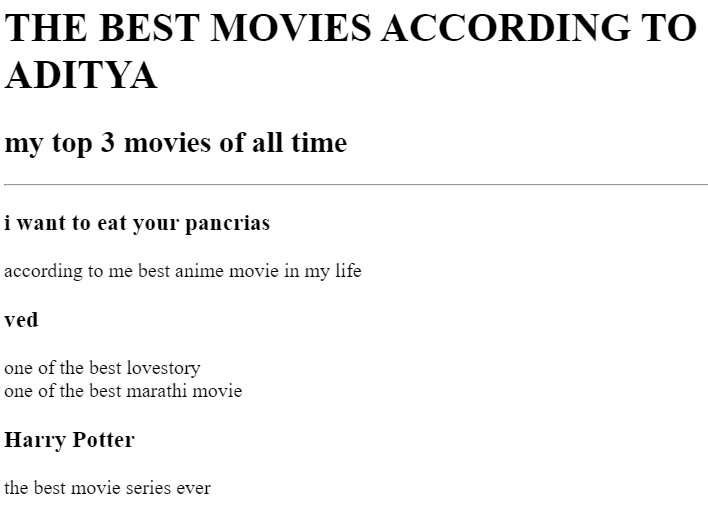 THE BEST MOVIES ACCORDING TO
ADITYA
my top 3 movies of all time
i want to eat your pancrias
according to me best anime movie in my life
ved
one of the best lovestory
one of the best marathi movie
Harry Potter
the best movie series ever